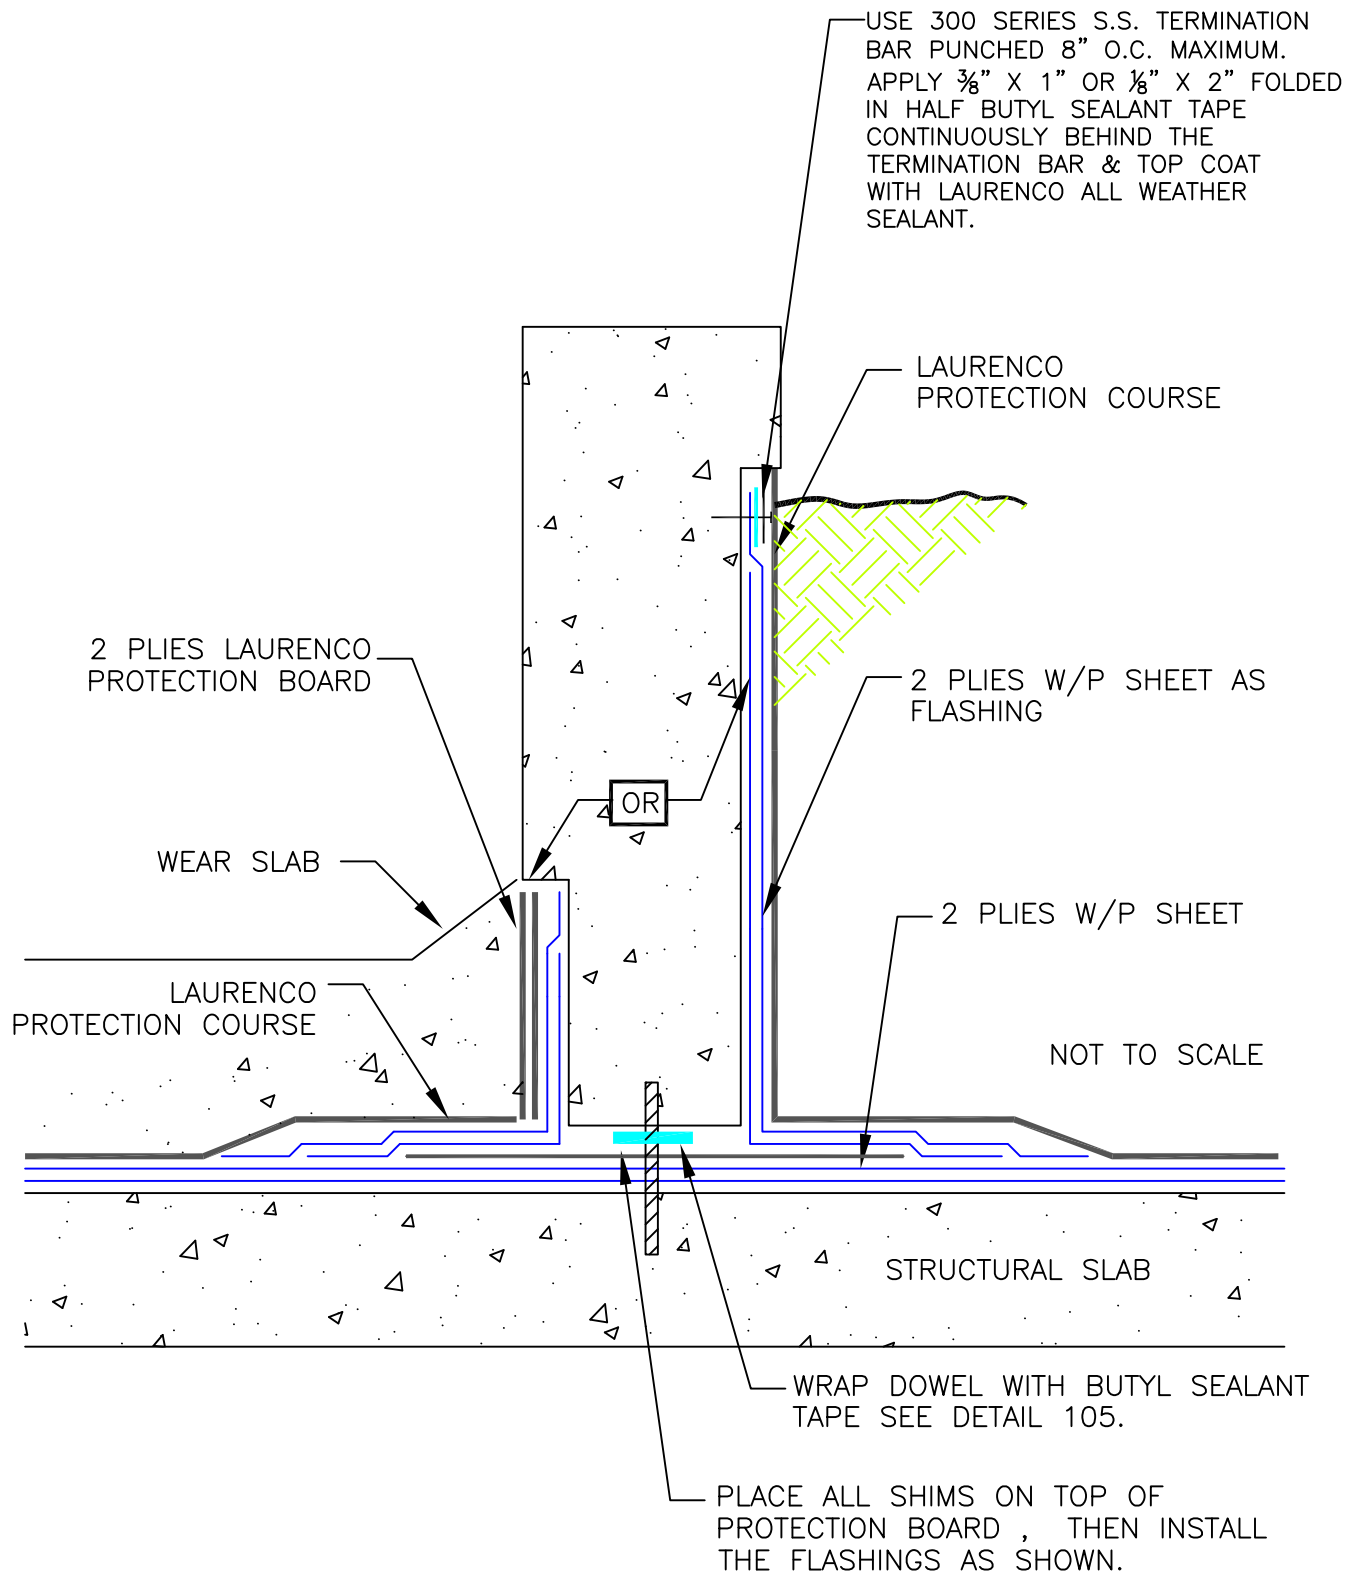 USE 300 SERIES S.S. TERMINATION
BAR PUNCHED 8" O.C. MAXIMUM.
APPLY ⅜" X 1" OR ⅛" X 2" FOLDED
IN HALF BUTYL SEALANT TAPE
CONTINUOUSLY BEHIND THE
TERMINATION BAR & TOP COAT
WITH LAURENCO ALL WEATHER
SEALANT.
LAURENCO
PROTECTION COURSE
2 PLIES LAURENCO
PROTECTION BOARD
2 PLIES W/P SHEET AS
FLASHING
OR
WEAR SLAB
2 PLIES W/P SHEET
LAURENCO
PROTECTION COURSE
NOT TO SCALE
STRUCTURAL SLAB
WRAP DOWEL WITH BUTYL SEALANT
TAPE SEE DETAIL 105.
PLACE ALL SHIMS ON TOP OF
PROTECTION BOARD , THEN INSTALL
THE FLASHINGS AS SHOWN.